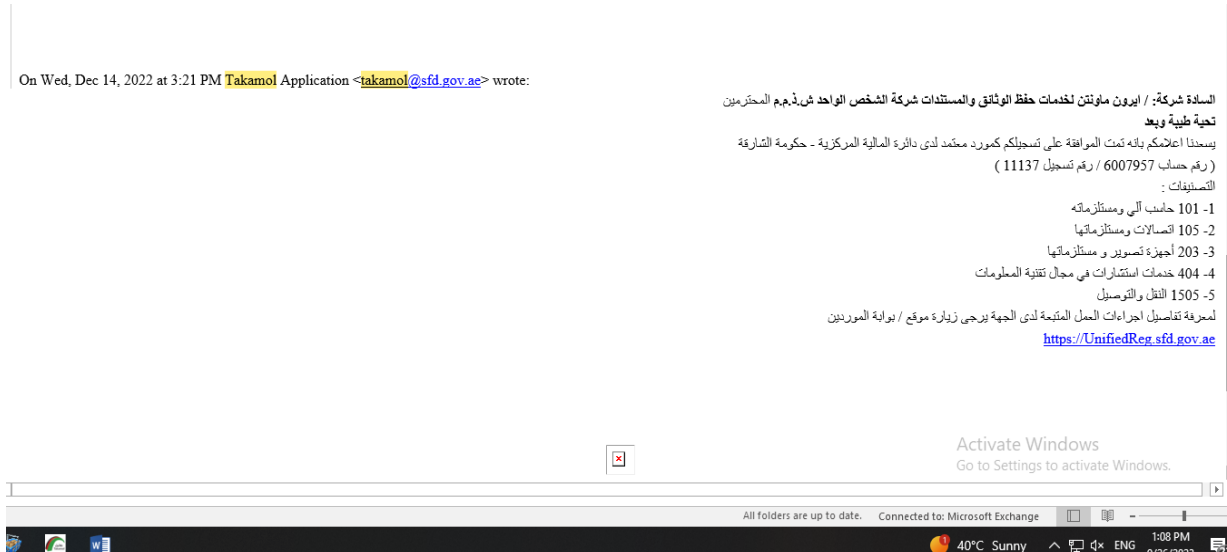 On Wed, Dec 14, 2022 at 3:21 PM Takamol Application <takamol@sfd.gov.ae> wrote:
السادة شركة: / ايرون ماونتن لخدمات حفظ الوثائق والمستندات شركة الشخص الواحد ش.ذ.م.م المحترمين
تحية طيبة وبعد
يسعدنا اعلامكم بانه تمت الموافقة على تسجيلكم كمورد معتمد لدى دائرة المالية المركزية - حكومة الشارقة
( رقم حساب 6007957 / رقم تسجيل 11137 )
التصنيفات :
1- 101 حاسب آلي ومستلزماته
2- 105 اتصالات ومستلزماتها
3- 203 أجهزة تصوير و مستلزماتها
4- 404 خدمات استشارات في مجال تقنية المعلومات
5- 1505 النقل والتوصيل
لمعرفة تفاصيل اجراءات العمل المتبعة لدى الجهة يرجى زيارة موقع / بوابة الموردين
https://UnifiedReg.sfd.gov.ae
Activate Windows
Go to Settings to activate Windows.
All folders are up to date. Connected to: Microsoft Exchange
40°C Sunny ENG 1:08 PM